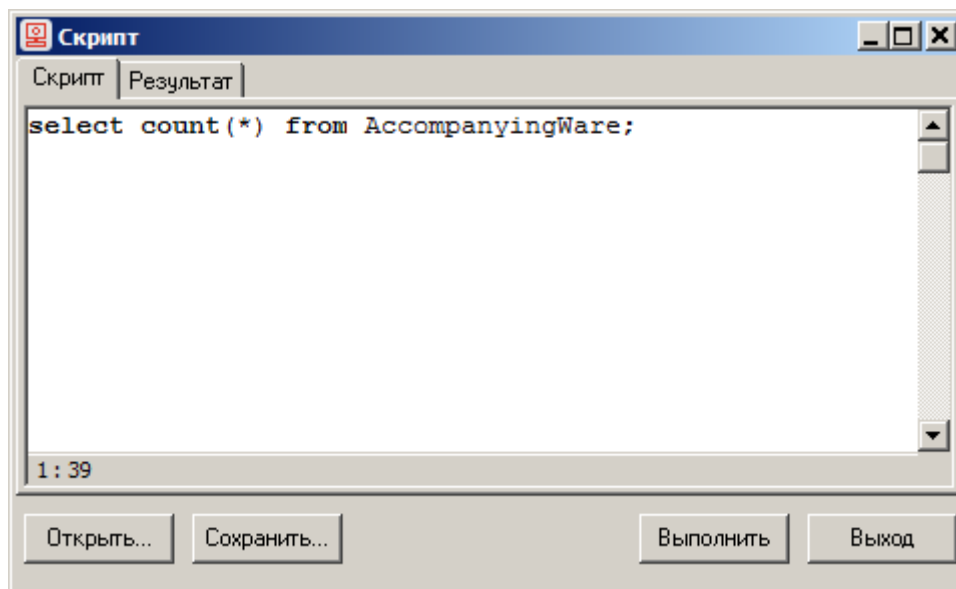 Скрипт
Скрипт Результат
select count(*) from AccompanyingWare;
1:39
Открыть... Сохранить... Выполнить Выход